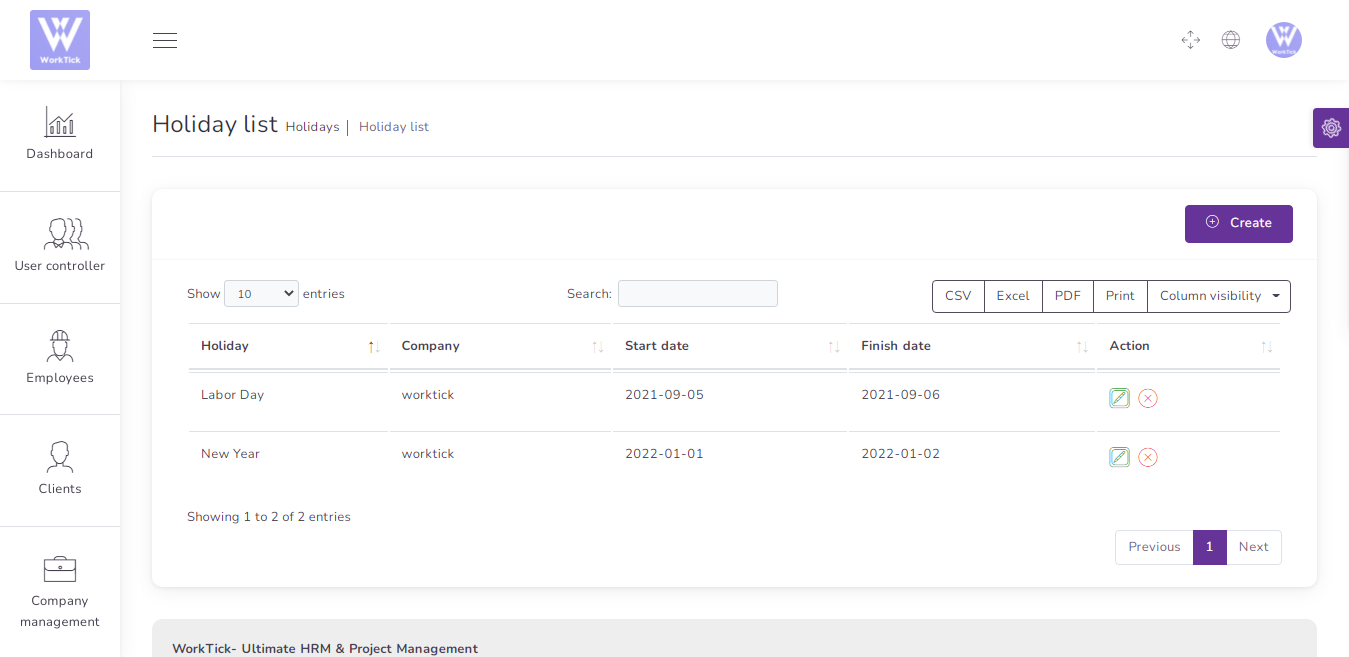 WorkTick
WorkTick
Dashboard
User controller
Employees
Clients
Company
management
Holiday list Holidays | Holiday list
Create
Show 10 entries Search: CSV Excel PDF Print Column visibility
Holiday Company Start date Finish date Action
Labor Day worktick 2021-09-05 2021-09-06
New Year worktick 2022-01-01 2022-01-02
Showing 1 to 2 of 2 entries
Previous 1 Next
WorkTick- Ultimate HRM & Project Management